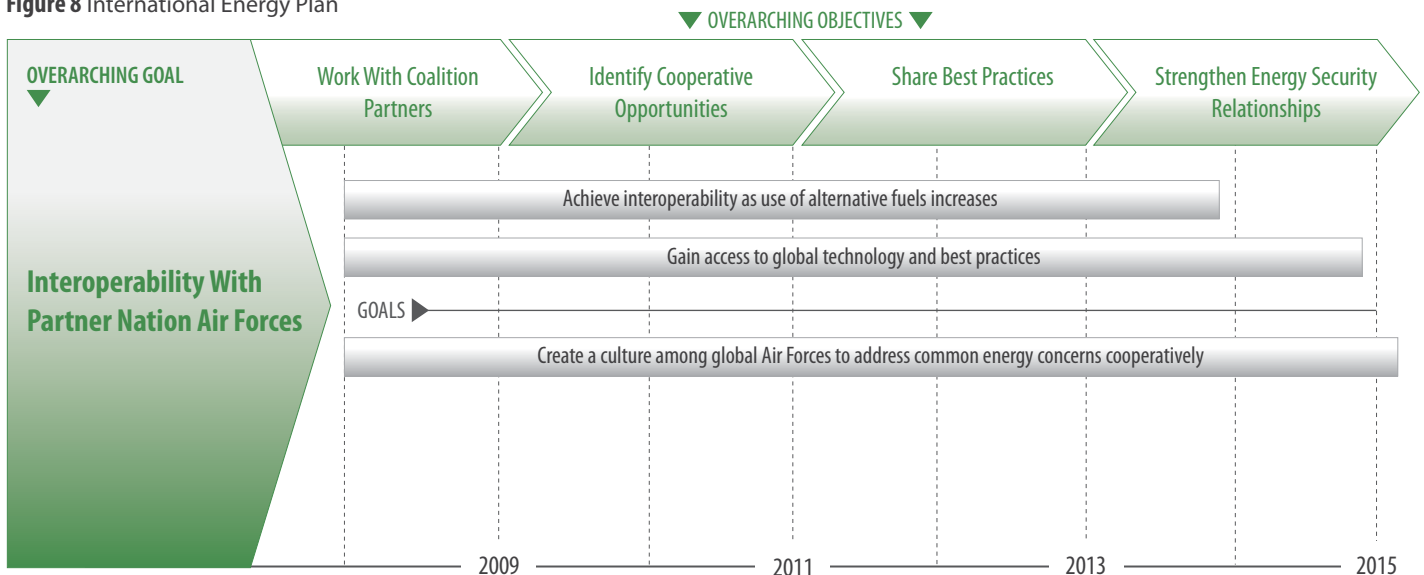 Figure 8 International Energy Plan
OVERARCHING OBJECTIVES
OVERARCHING GOAL
Work With Coalition
Partners
Identify Cooperative
Opportunities
Share Best Practices
Strengthen Energy Security
Relationships
Interoperability With
Partner Nation Air Forces
Achieve interoperability as use of alternative fuels increases
Gain access to global technology and best practices
GOALS
Create a culture among global Air Forces to address common energy concerns cooperatively
2009
2011
2013
2015